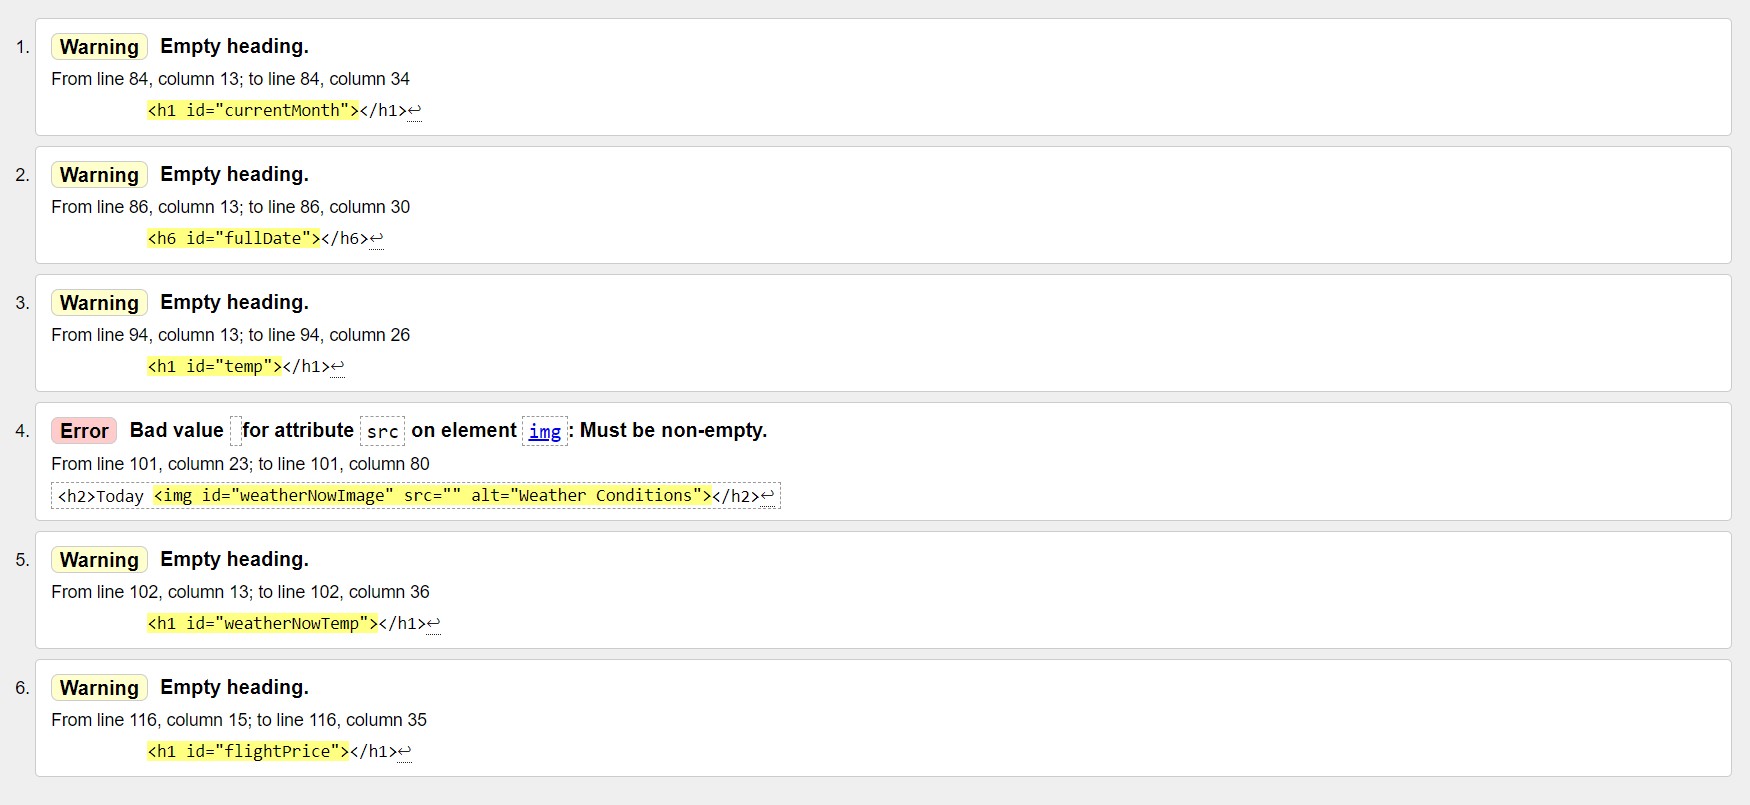 1. Warning Empty heading.
From line 84, column 13; to line 84, column 34
<h1 id="currentMonth"></h1>↩
2. Warning Empty heading.
From line 86, column 13; to line 86, column 30
<h6 id="fullDate"></h6>↩
3. Warning Empty heading.
From line 94, column 13; to line 94, column 26
<h1 id="temp"></h1>↩
4. Error Bad value for attribute src on element img: Must be non-empty.
From line 101, column 23; to line 101, column 80
<h2>Today <img id="weatherNowImage" src="" alt="Weather Conditions"></h2>↩
5. Warning Empty heading.
From line 102, column 13; to line 102, column 36
<h1 id="weatherNowTemp"></h1>↩
6. Warning Empty heading.
From line 116, column 15; to line 116, column 35
<h1 id="flightPrice"></h1>↩